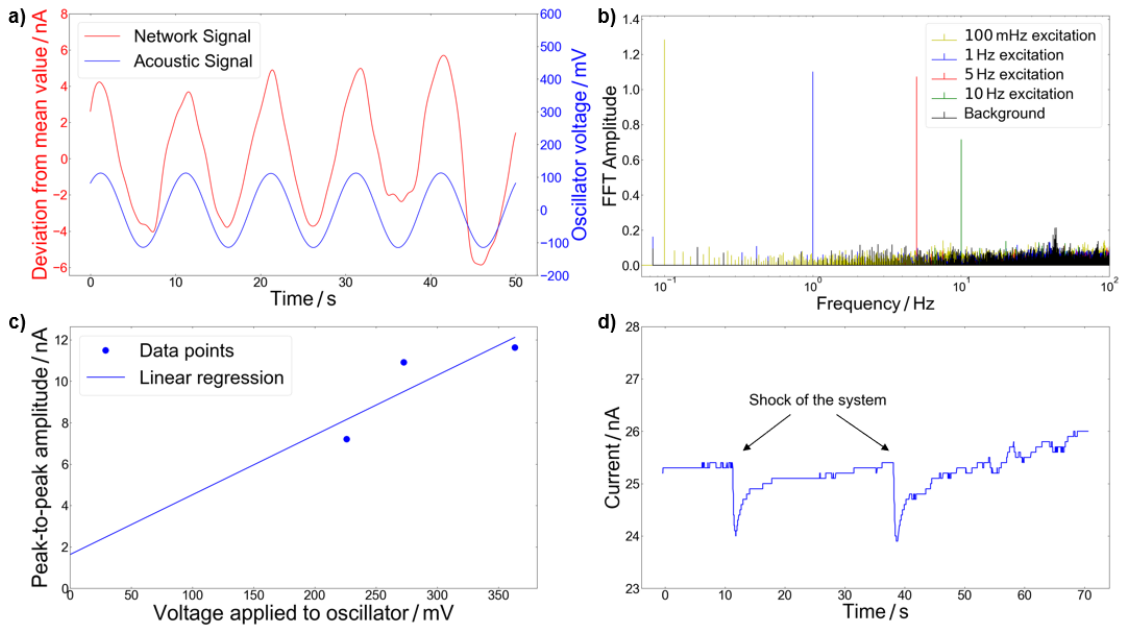 a)
Network Signal
Acoustic Signal
Deviation from mean value / nA
8
6
4
2
0
−2
−4
−6
Oscillator voltage / mV
600
500
400
300
200
100
0
−100
−200
0
10
20
30
40
50
Time / s
b)
100 mHz excitation
1 Hz excitation
5 Hz excitation
10 Hz excitation
Background
FFT Amplitude
1.4
1.2
1.0
0.8
0.6
0.4
0.2
0.0
10⁻¹
10⁰
10¹
10²
Frequency / Hz
c)
Data points
Linear regression
Peak-to-peak amplitude / nA
12
10
8
6
4
2
0
0
50
100
150
200
250
300
350
Voltage applied to oscillator / mV
d)
Shock of the system
Current / nA
28
27
26
25
24
23
0
10
20
30
40
50
60
70
Time / s